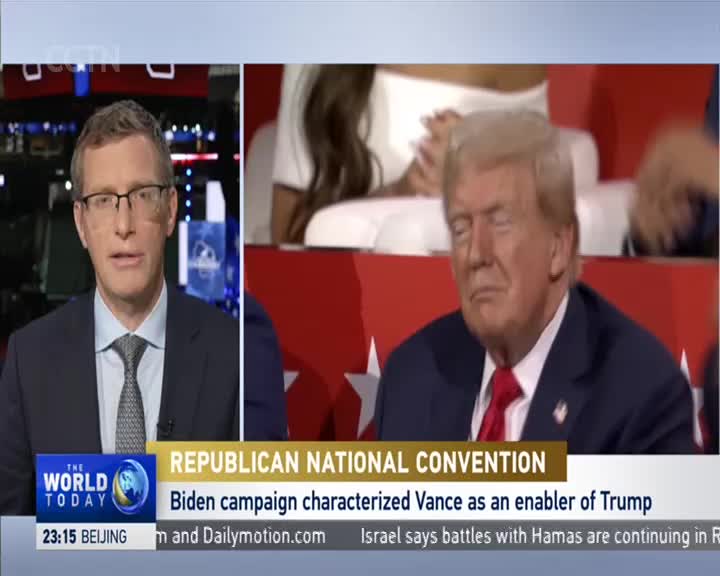 CGTN
REPUBLICAN NATIONAL CONVENTION
THE
WORLD
TODAY
Biden campaign characterized Vance as an enabler of Trump
23:15 BEIJING
m and Dailymotion.com Israel says battles with Hamas are continuing in R